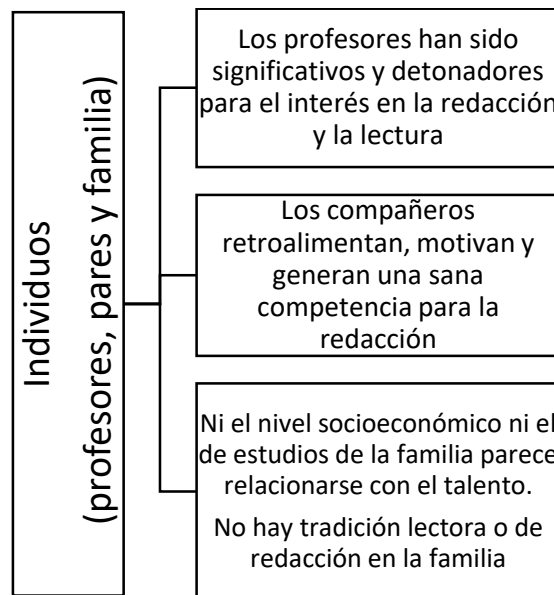 Individuos
(profesores, pares y familia)
Los profesores han sido
significativos y detonadores
para el interés en la redacción
y la lectura
Los compañeros
retroalimentan, motivan y
generan una sana
competencia para la
redacción
Ni el nivel socioeconómico ni el
de estudios de la familia parece
relacionarse con el talento.
No hay tradición lectora o de
redacción en la familia